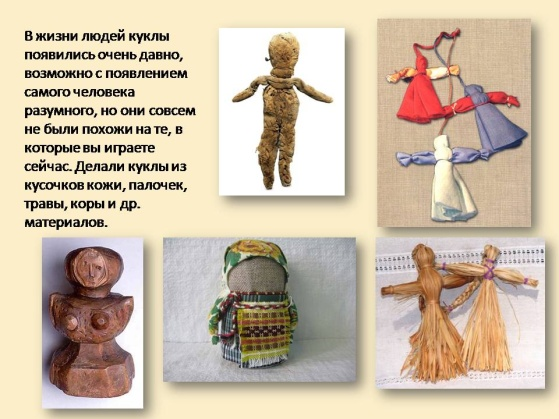 В жизни людей куклы
появились очень давно,
возможно с появлением
самого человека
разумного, но они совсем
не были похожи на те, в
которые вы играете
сейчас. Делали куклы из
кусочков кожи, палочек,
травы, коры и др.
материалов.